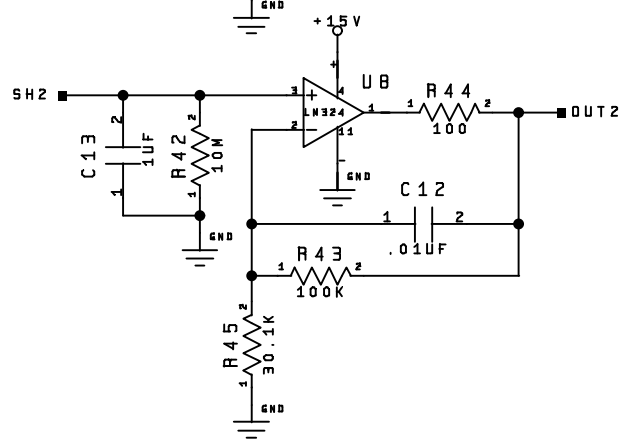 GND
+15V
+
U8
SH2
3
+
4
LM324
1
R44
1
2
100
OUT2
2
-
11
-
GND
C13
2
1UF
1
R42
2
10M
1
GND
C12
1
2
.01UF
R43
1
2
100K
R45
2
30.1K
1
GND